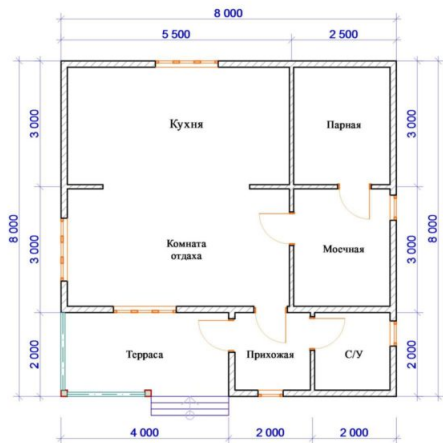 8 000
5 500
2 500
3 000
3 000
Кухня
Парная
8 000
8 000
3 000
3 000
Комната
отдаха
Моечная
2 000
2 000
Терраса
Прихожая
С/У
4 000
2 000
2 000